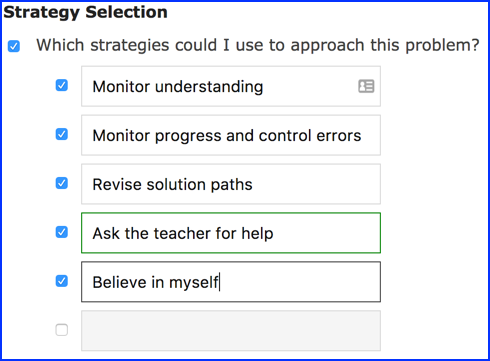 Strategy Selection
Which strategies could I use to approach this problem?
Monitor understanding
Monitor progress and control errors
Revise solution paths
Ask the teacher for help
Believe in myself